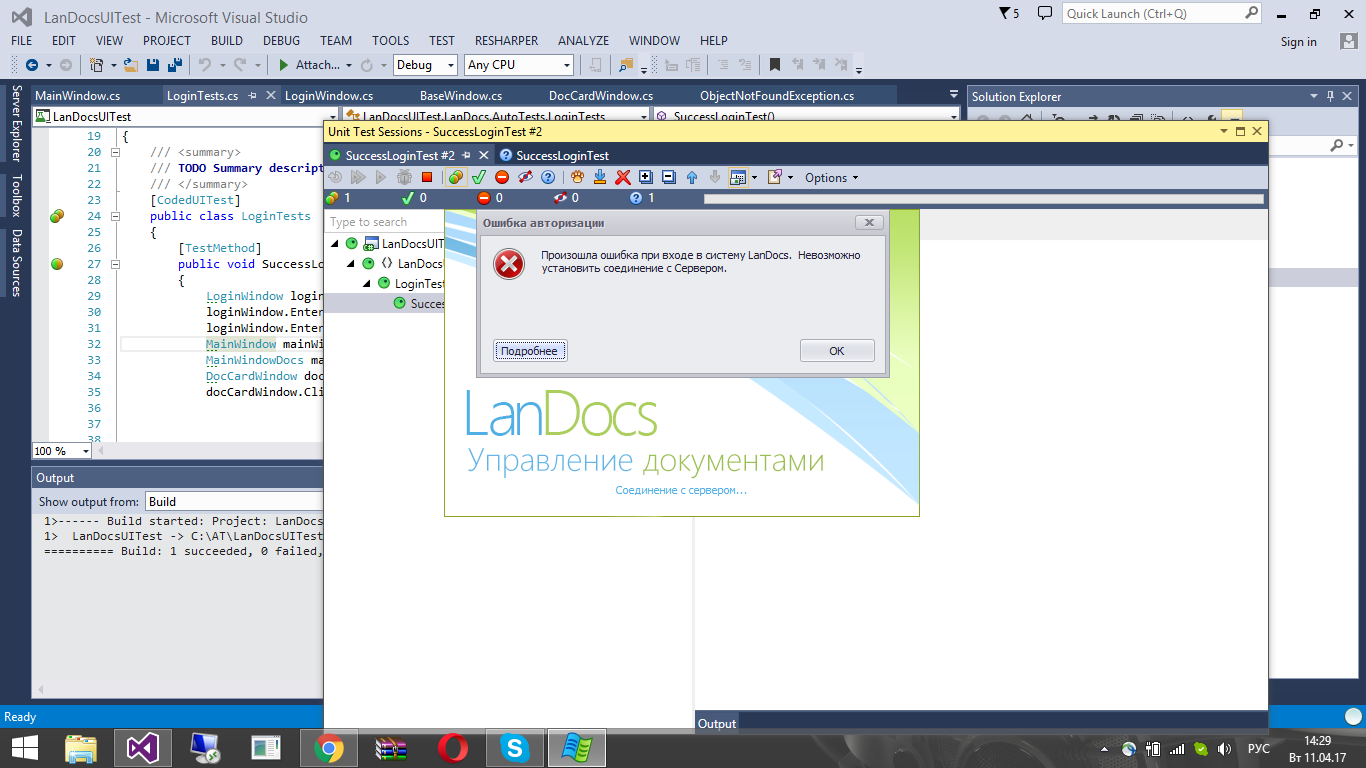 LanDocsUITest - Microsoft Visual Studio
5
Quick Launch (Ctrl+Q)
FILE EDIT VIEW PROJECT BUILD DEBUG TEAM TOOLS TEST RESHARPER ANALYZE WINDOW HELP
Sign in
Attach...
Debug
Any CPU
Server Explorer
Toolbox
Data Sources
MainWindow.cs
LoginTests.cs
LoginWindow.cs
BaseWindow.cs
DocCardWindow.cs
ObjectNotFoundException.cs
LanDocsUITest
LanDocsUITest.LanDocs.AutoTests.LoginTests
SuccessLoginTest()
Solution Explorer
19 {
20 /// <summary>
21 /// TODO Summary descript
22 /// </summary>
23 [CodedUITest]
24 public class LoginTests
25 {
26 [TestMethod]
27 public void SuccessLo
28 {
29 LoginWindow login
30 loginWindow.Enter
31 loginWindow.Enter
32 MainWindow mainWi
33 MainWindowDocs ma
34 DocCardWindow doc
35 docCardWindow.Cli
36
37
38
100 %
Unit Test Sessions - SuccessLoginTest #2
SuccessLoginTest #2
SuccessLoginTest
Options
1
0
0
0
1
Type to search
LanDocsUIT
LanDocs
LoginTest
Succes
Ошибка авторизации
Произошла ошибка при входе в систему LanDocs. Невозможно
установить соединение с Сервером.
Подробнее
OK
LanDocs
Управление документами
Соединение с сервером...
Output
Show output from:
Build
1>------ Build started: Project: LanDocs
1> LanDocsUITest -> C:\AT\LanDocsUITest
========== Build: 1 succeeded, 0 failed,
Output
Ready
РУС
14:29
Вт 11.04.17